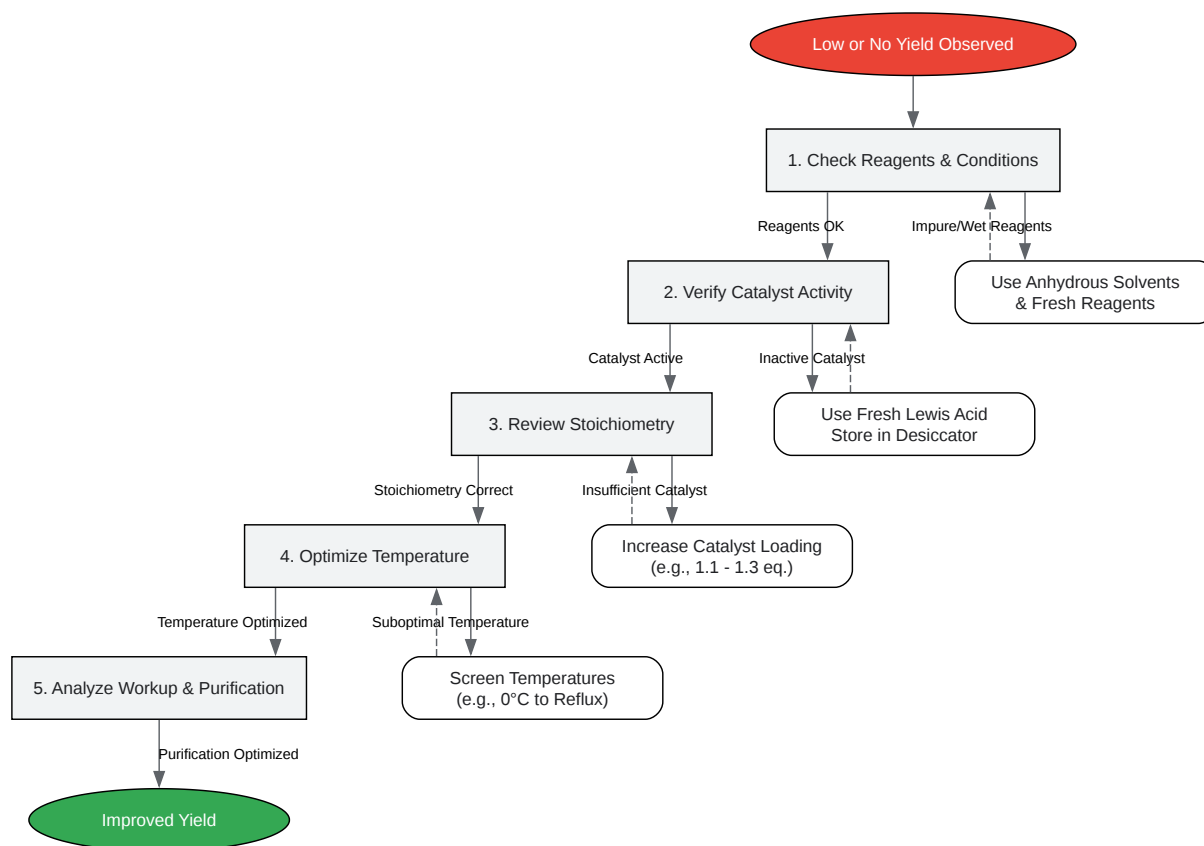 Low or No Yield Observed
1. Check Reagents & Conditions
Reagents OK
Impure/Wet Reagents
2. Verify Catalyst Activity
Use Anhydrous Solvents
& Fresh Reagents
Catalyst Active
Inactive Catalyst
3. Review Stoichiometry
Use Fresh Lewis Acid
Store in Desiccator
Stoichiometry Correct
Insufficient Catalyst
4. Optimize Temperature
Increase Catalyst Loading
(e.g., 1.1 - 1.3 eq.)
Temperature Optimized
Suboptimal Temperature
5. Analyze Workup & Purification
Screen Temperatures
(e.g., 0°C to Reflux)
Purification Optimized
Improved Yield